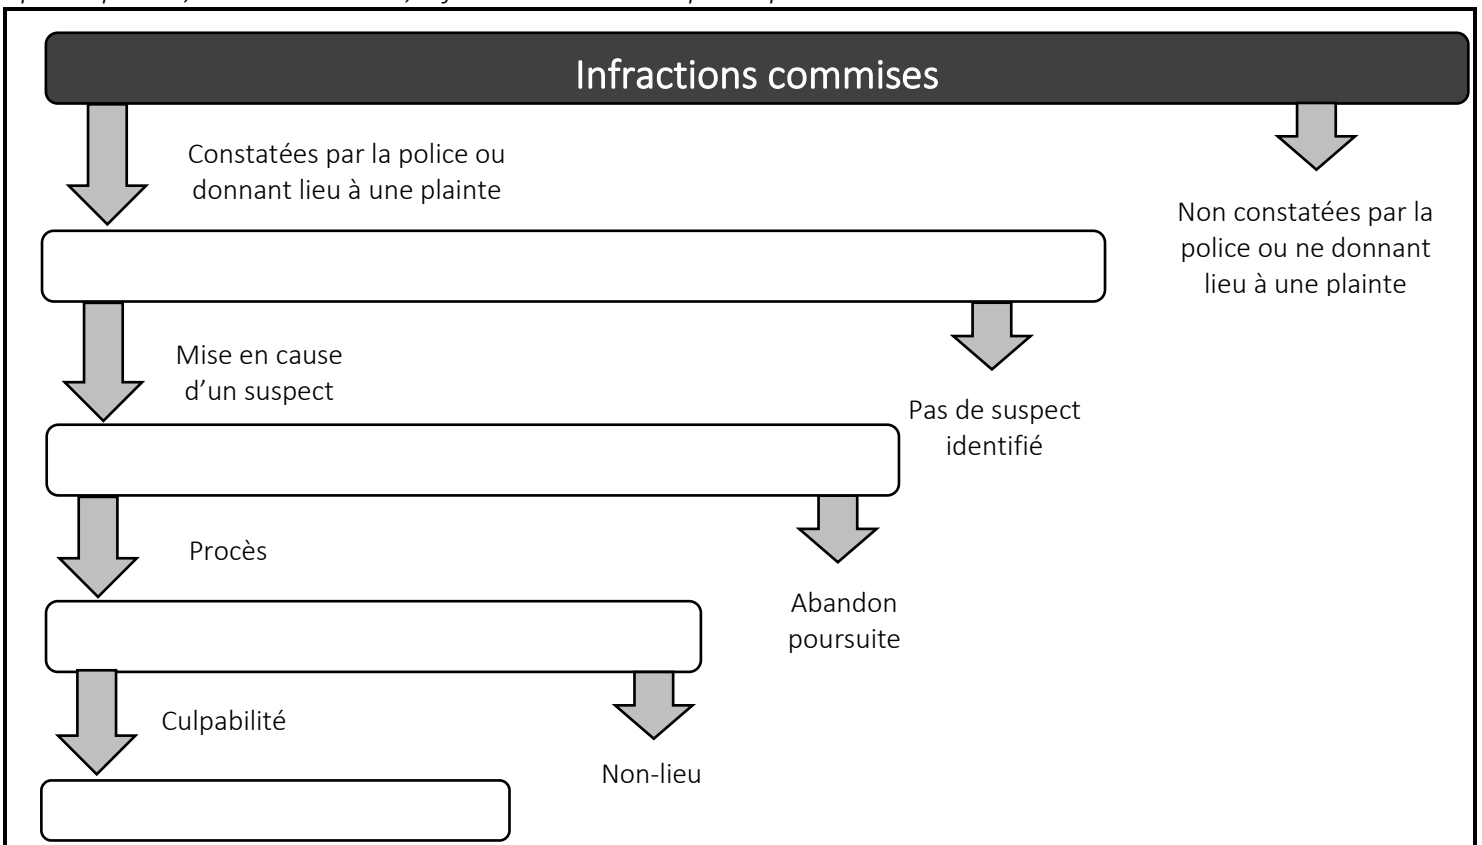 Infractions commises
Constatées par la police ou
donnant lieu à une plainte
Non constatées par la
police ou ne donnant
lieu à une plainte
Mise en cause
d’un suspect
Pas de suspect
identifié
Procès
Abandon
poursuite
Culpabilité
Non-lieu